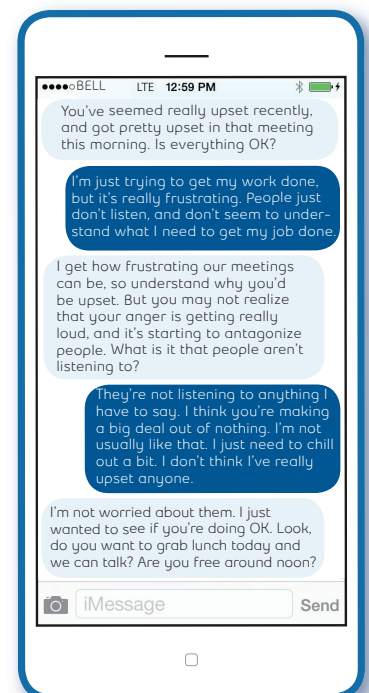 BELL LTE 12:59 PM
You've seemed really upset recently,
and got pretty upset in that meeting
this morning. Is everything OK?
I'm just trying to get my work done,
but it's really frustrating. People just
don't listen, and don't seem to under-
stand what I need to get my job done.
I get how frustrating our meetings
can be, so understand why you'd
be upset. But you may not realize
that your anger is getting really
loud, and it's starting to antagonize
people. What is it that people aren't
listening to?
They're not listening to anything I
have to say. I think you're making
a big deal out of nothing. I'm not
usually like that. I just need to chill
out a bit. I don't think I've really
upset anyone.
I'm not worried about them. I just
wanted to see if you're doing OK. Look,
do you want to grab lunch today and
we can talk? Are you free around noon?
iMessage Send